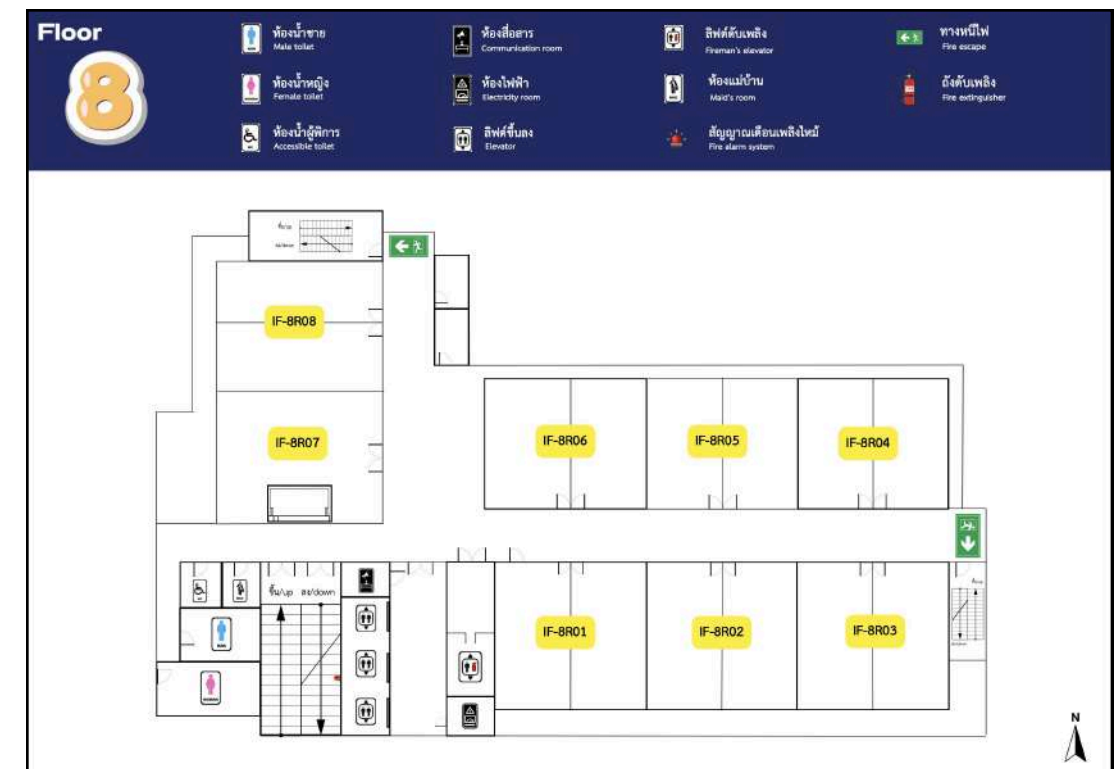 Floor
8
ห้องน้ำชาย
Male toilet
ห้องน้ำหญิง
Female toilet
ห้องน้ำผู้พิการ
Accessible toilet
ห้องสื่อสาร
Communication room
ห้องไฟฟ้า
Electricity room
ลิฟต์ขึ้นลง
Elevator
ลิฟต์ดับเพลิง
Fireman's elevator
ห้องแม่บ้าน
Maid's room
สัญญาณเตือนเพลิงไหม้
Fire alarm system
ทางหนีไฟ
Fire escape
ถังดับเพลิง
Fire extinguisher
IF-8R08
IF-8R07
IF-8R06
IF-8R05
IF-8R04
ขึ้น/up ลง/down
IF-8R01
IF-8R02
IF-8R03
N